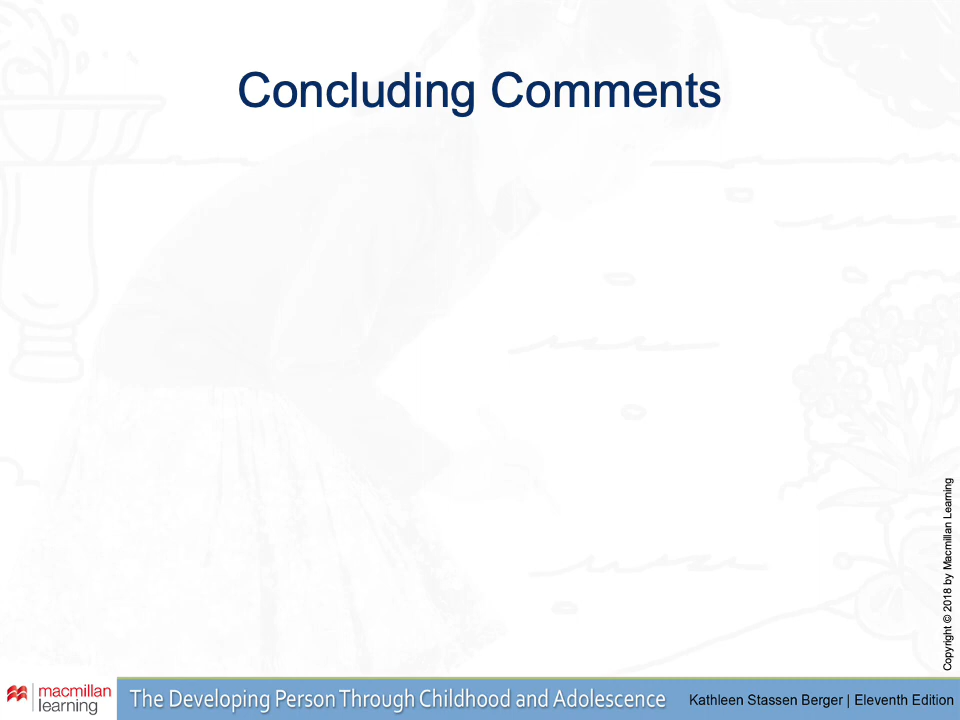 Concluding Comments
Copyright © 2018 by Macmillan Learning
macmillan
learning
The Developing Person Through Childhood and Adolescence
Kathleen Stassen Berger | Eleventh Edition